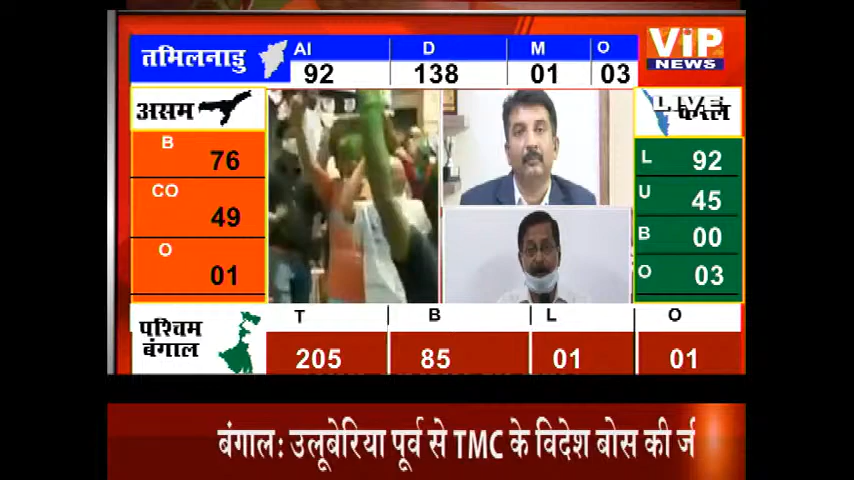 तमिलनाडु
AI D M O
92 138 01 03
ViP
NEWS
LIVE
असम
B
76
CO
49
O
01
L 92
U 45
B 00
O 03
पश्चिम
बंगाल
T B L O
205 85 01 01
बंगाल: उलूबेरिया पूर्व से TMC के विदेश बोस की